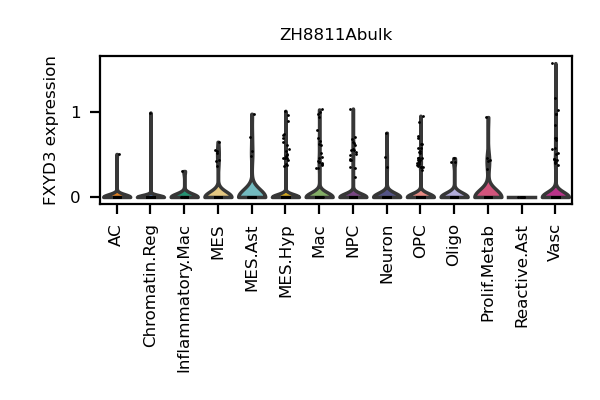 ZH8811Abulk
FXYD3 expression
1
0
AC
Chromatin.Reg
Inflammatory.Mac
MES
MES.Ast
MES.Hyp
Mac
NPC
Neuron
OPC
Oligo
Prolif.Metab
Reactive.Ast
Vasc